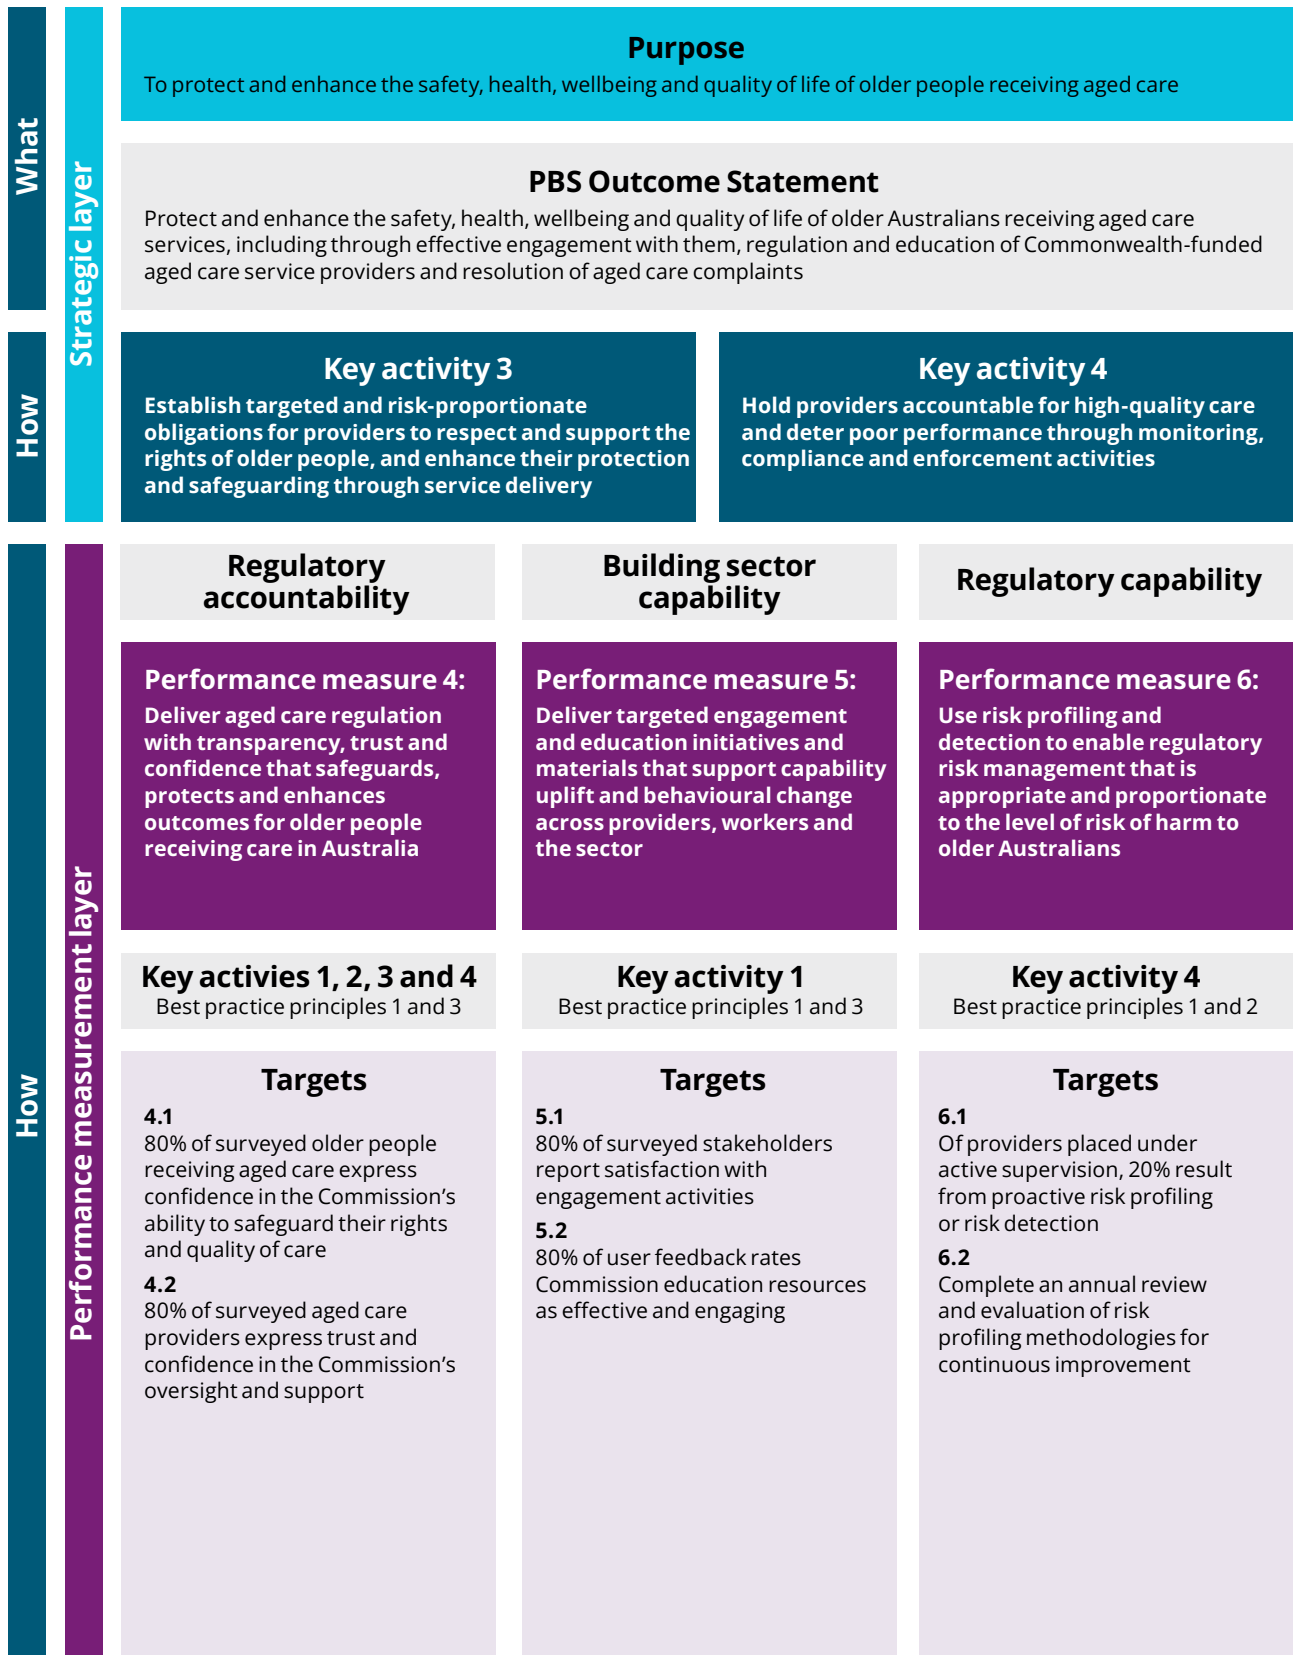 What
Strategic layer
Purpose
To protect and enhance the safety, health, wellbeing and quality of life of older people receiving aged care
PBS Outcome Statement
Protect and enhance the safety, health, wellbeing and quality of life of older Australians receiving aged care
services, including through effective engagement with them, regulation and education of Commonwealth-funded
aged care service providers and resolution of aged care complaints
How
Key activity 3
Establish targeted and risk-proportionate
obligations for providers to respect and support the
rights of older people, and enhance their protection
and safeguarding through service delivery
Key activity 4
Hold providers accountable for high-quality care
and deter poor performance through monitoring,
compliance and enforcement activities
How
Performance measurement layer
Regulatory
accountability
Building sector
capability
Regulatory capability
Performance measure 4:
Deliver aged care regulation
with transparency, trust and
confidence that safeguards,
protects and enhances
outcomes for older people
receiving care in Australia
Performance measure 5:
Deliver targeted engagement
and education initiatives and
materials that support capability
uplift and behavioural change
across providers, workers and
the sector
Performance measure 6:
Use risk profiling and
detection to enable regulatory
risk management that is
appropriate and proportionate
to the level of risk of harm to
older Australians
Key activies 1, 2, 3 and 4
Best practice principles 1 and 3
Key activity 1
Best practice principles 1 and 3
Key activity 4
Best practice principles 1 and 2
Targets
4.1
80% of surveyed older people
receiving aged care express
confidence in the Commission’s
ability to safeguard their rights
and quality of care
4.2
80% of surveyed aged care
providers express trust and
confidence in the Commission’s
oversight and support
Targets
5.1
80% of surveyed stakeholders
report satisfaction with
engagement activities
5.2
80% of user feedback rates
Commission education resources
as effective and engaging
Targets
6.1
Of providers placed under
active supervision, 20% result
from proactive risk profiling
or risk detection
6.2
Complete an annual review
and evaluation of risk
profiling methodologies for
continuous improvement